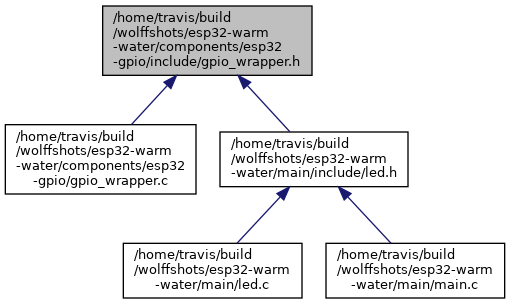 /home/travis/build
/wolffshots/esp32-warm
-water/components/esp32
-gpio/include/gpio_wrapper.h
/home/travis/build
/wolffshots/esp32-warm
-water/components/esp32
-gpio/gpio_wrapper.c
/home/travis/build
/wolffshots/esp32-warm
-water/main/include/led.h
/home/travis/build
/wolffshots/esp32-warm
-water/main/led.c
/home/travis/build
/wolffshots/esp32-warm
-water/main/main.c